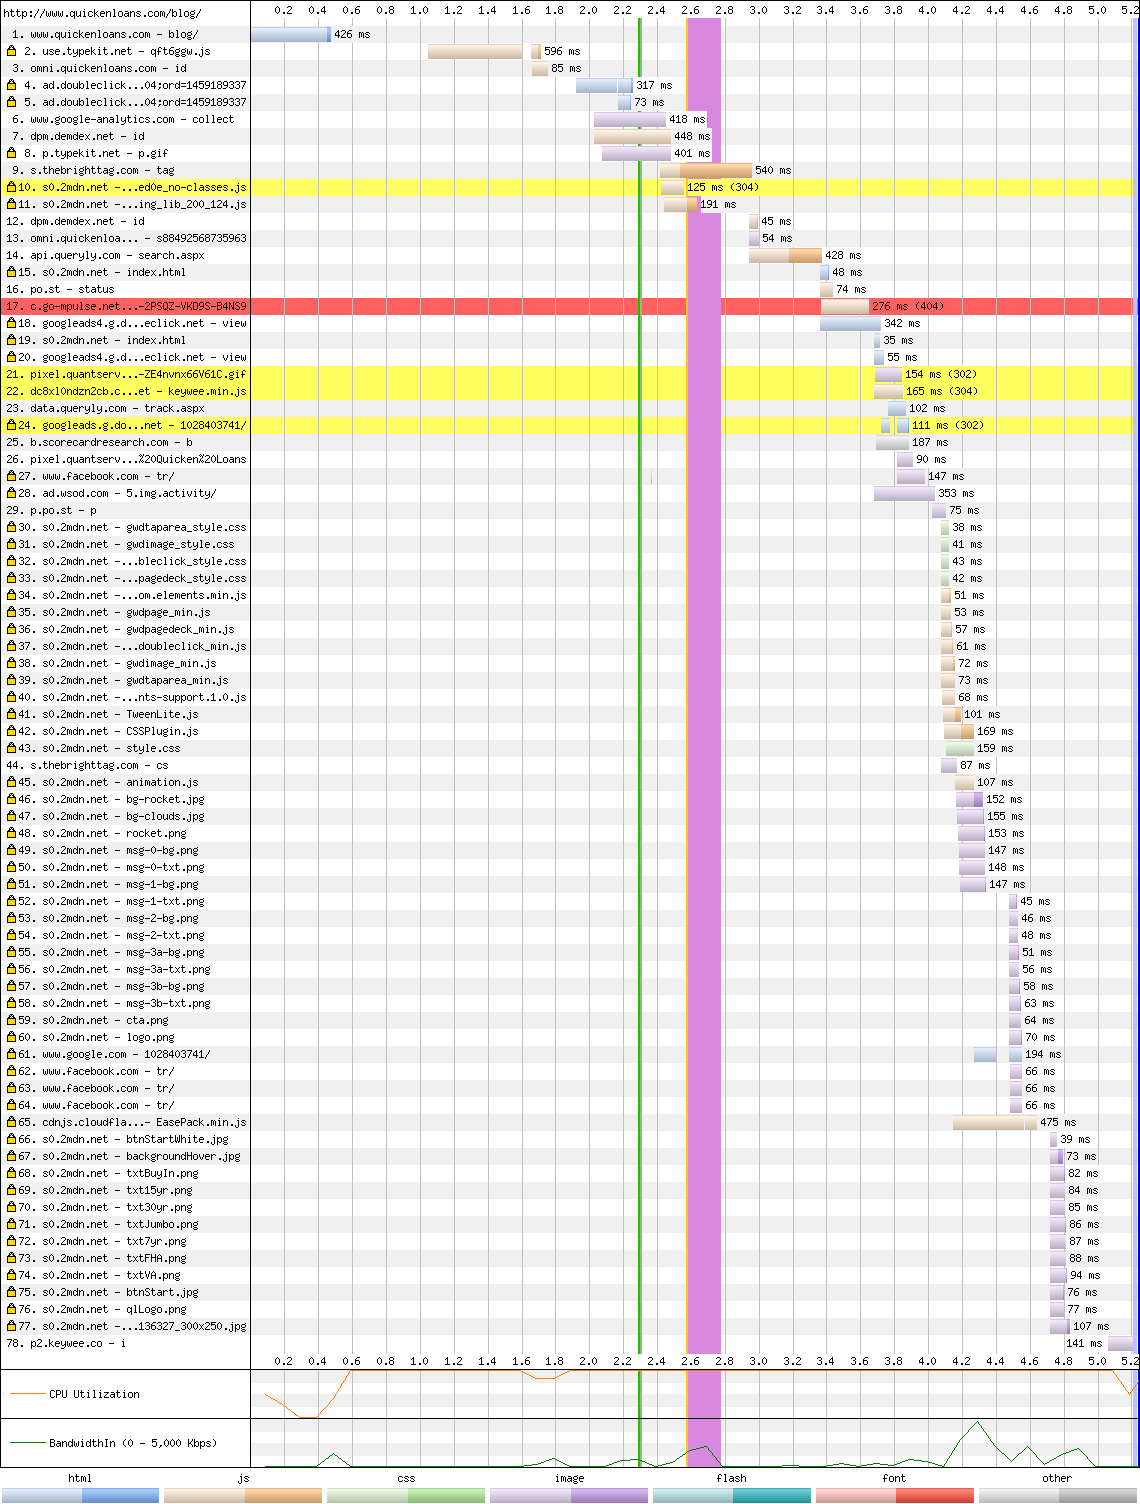 http://www.quickenloans.com/blog/ 0.2 0.4 0.6 0.8 1.0 1.2 1.4 1.6 1.8 2.0 2.2 2.4 2.6 2.8 3.0 3.2 3.4 3.6 3.8 4.0 4.2 4.4 4.6 4.8 5.0 5.2
1. www.quickenloans.com - blog/ 426 ms
2. use.typekit.net - qft6ggw.js 596 ms
3. omni.quickenloans.com - id 85 ms
4. ad.doubleclick...04;ord=1459189337 317 ms
5. ad.doubleclick...04;ord=1459189337 73 ms
6. www.google-analytics.com - collect 418 ms
7. dpm.demdex.net - id 448 ms
8. p.typekit.net - p.gif 401 ms
9. s.thebrighttag.com - tag 540 ms
10. s0.2mdn.net -...ed0e_no-classes.js 125 ms (304)
11. s0.2mdn.net -...ing_lib_200_124.js 191 ms
12. dpm.demdex.net - id 45 ms
13. omni.quickenloa... - s88492568735963 54 ms
14. api.queryly.com - search.aspx 428 ms
15. s0.2mdn.net - index.html 48 ms
16. po.st - status 74 ms
17. c.go-mpulse.net...-2PSQZ-VKD9S-B4NS9 276 ms (404)
18. googleads4.g.d...eclick.net - view 342 ms
19. s0.2mdn.net - index.html 35 ms
20. googleads4.g.d...eclick.net - view 55 ms
21. pixel.quantserv...-ZE4nvnx66V61C.gif 154 ms (302)
22. dc8xl0ndzn2cb.c...et - keywee.min.js 165 ms (304)
23. data.queryly.com - track.aspx 102 ms
24. googleads.g.do...net - 1028403741/ 111 ms (302)
25. b.scorecardresearch.com - b 187 ms
26. pixel.quantserv...%20Quicken%20Loans 90 ms
27. www.facebook.com - tr/ 147 ms
28. ad.wsod.com - 5.img.activity/ 353 ms
29. p.po.st - p 75 ms
30. s0.2mdn.net - gwdtaparea_style.css 38 ms
31. s0.2mdn.net - gwdimage_style.css 41 ms
32. s0.2mdn.net -...bleclick_style.css 43 ms
33. s0.2mdn.net -...pagedeck_style.css 42 ms
34. s0.2mdn.net -...om.elements.min.js 51 ms
35. s0.2mdn.net - gwdpage_min.js 53 ms
36. s0.2mdn.net - gwdpagedeck_min.js 57 ms
37. s0.2mdn.net -...doubleclick_min.js 61 ms
38. s0.2mdn.net - gwdimage_min.js 72 ms
39. s0.2mdn.net - gwdtaparea_min.js 73 ms
40. s0.2mdn.net -...nts-support.1.0.js 68 ms
41. s0.2mdn.net - TweenLite.js 101 ms
42. s0.2mdn.net - CSSPlugin.js 169 ms
43. s0.2mdn.net - style.css 159 ms
44. s.thebrighttag.com - cs 87 ms
45. s0.2mdn.net - animation.js 107 ms
46. s0.2mdn.net - bg-rocket.jpg 152 ms
47. s0.2mdn.net - bg-clouds.jpg 155 ms
48. s0.2mdn.net - rocket.png 153 ms
49. s0.2mdn.net - msg-0-bg.png 147 ms
50. s0.2mdn.net - msg-0-txt.png 148 ms
51. s0.2mdn.net - msg-1-bg.png 147 ms
52. s0.2mdn.net - msg-1-txt.png 45 ms
53. s0.2mdn.net - msg-2-bg.png 46 ms
54. s0.2mdn.net - msg-2-txt.png 48 ms
55. s0.2mdn.net - msg-3a-bg.png 51 ms
56. s0.2mdn.net - msg-3a-txt.png 56 ms
57. s0.2mdn.net - msg-3b-bg.png 58 ms
58. s0.2mdn.net - msg-3b-txt.png 63 ms
59. s0.2mdn.net - cta.png 64 ms
60. s0.2mdn.net - logo.png 70 ms
61. www.google.com - 1028403741/ 194 ms
62. www.facebook.com - tr/ 66 ms
63. www.facebook.com - tr/ 66 ms
64. www.facebook.com - tr/ 66 ms
65. cdnjs.cloudfla...- EasePack.min.js 475 ms
66. s0.2mdn.net - btnStartWhite.jpg 39 ms
67. s0.2mdn.net - backgroundHover.jpg 73 ms
68. s0.2mdn.net - txtBuyIn.png 82 ms
69. s0.2mdn.net - txt15yr.png 84 ms
70. s0.2mdn.net - txt30yr.png 85 ms
71. s0.2mdn.net - txtJumbo.png 86 ms
72. s0.2mdn.net - txt7yr.png 87 ms
73. s0.2mdn.net - txtFHA.png 88 ms
74. s0.2mdn.net - txtVA.png 94 ms
75. s0.2mdn.net - btnStart.jpg 76 ms
76. s0.2mdn.net - qlLogo.png 77 ms
77. s0.2mdn.net -...136327_300x250.jpg 107 ms
78. p2.keywee.co - i 141 ms
0.2 0.4 0.6 0.8 1.0 1.2 1.4 1.6 1.8 2.0 2.2 2.4 2.6 2.8 3.0 3.2 3.4 3.6 3.8 4.0 4.2 4.4 4.6 4.8 5.0 5.2
CPU Utilization
BandwidthIn (0 - 5,000 Kbps)
html js css image flash font other